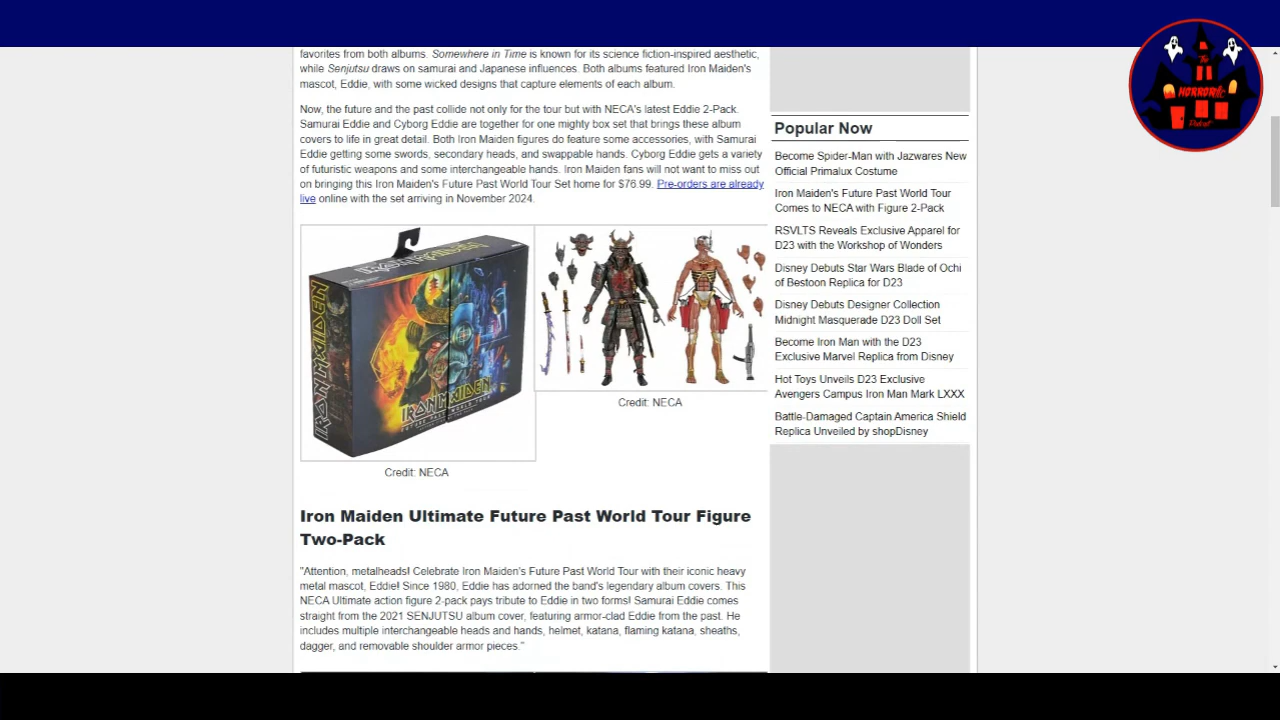 favorites from both albums. Somewhere in Time is known for its science fiction-inspired aesthetic,
while Senjutsu draws on samurai and Japanese influences. Both albums featured Iron Maiden's
mascot, Eddie, with some wicked designs that capture elements of each album.
Now, the future and the past collide not only for the tour but with NECA's latest Eddie 2-Pack.
Samurai Eddie and Cyborg Eddie are together for one mighty box set that brings these album
covers to life in great detail. Both Iron Maiden figures do feature some accessories, with Samurai
Eddie getting some swords, secondary heads, and swappable hands. Cyborg Eddie gets a variety
of futuristic weapons and some interchangeable hands. Iron Maiden fans will not want to miss out
on bringing this Iron Maiden's Future Past World Tour Set home for $76.99. Pre-orders are already
live online with the set arriving in November 2024.
IRON MAIDEN
IRON MAIDEN
IRON MAIDEN
FUTURE PAST WORLD TOUR
Credit: NECA
Credit: NECA
Iron Maiden Ultimate Future Past World Tour Figure
Two-Pack
"Attention, metalheads! Celebrate Iron Maiden's Future Past World Tour with their iconic heavy
metal mascot, Eddie! Since 1980, Eddie has adorned the band's legendary album covers. This
NECA Ultimate action figure 2-pack pays tribute to Eddie in two forms! Samurai Eddie comes
straight from the 2021 SENJUTSU album cover, featuring armor-clad Eddie from the past. He
includes multiple interchangeable heads and hands, helmet, katana, flaming katana, sheaths,
dagger, and removable shoulder armor pieces."
Popular Now
Become Spider-Man with Jazwares New
Official Primalux Costume
Iron Maiden's Future Past World Tour
Comes to NECA with Figure 2-Pack
RSVLTS Reveals Exclusive Apparel for
D23 with the Workshop of Wonders
Disney Debuts Star Wars Blade of Ochi
of Bestoon Replica for D23
Disney Debuts Designer Collection
Midnight Masquerade D23 Doll Set
Become Iron Man with the D23
Exclusive Marvel Replica from Disney
Hot Toys Unveils D23 Exclusive
Avengers Campus Iron Man Mark LXXX
Battle-Damaged Captain America Shield
Replica Unveiled by shopDisney
The
Podcast